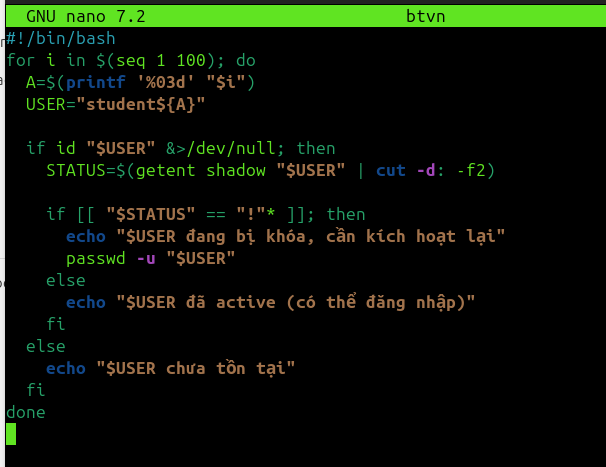 GNU nano 7.2 btvn
#!/bin/bash
for i in $(seq 1 100); do
  A=$(printf '%03d' "$i")
  USER="student${A}"

  if id "$USER" &>/dev/null; then
    STATUS=$(getent shadow "$USER" | cut -d: -f2)

    if [[ "$STATUS" == "!"* ]]; then
      echo "$USER đang bị khóa, cần kích hoạt lại"
      passwd -u "$USER"
    else
      echo "$USER đã active (có thể đăng nhập)"
    fi
  else
    echo "$USER chưa tồn tại"
  fi
done